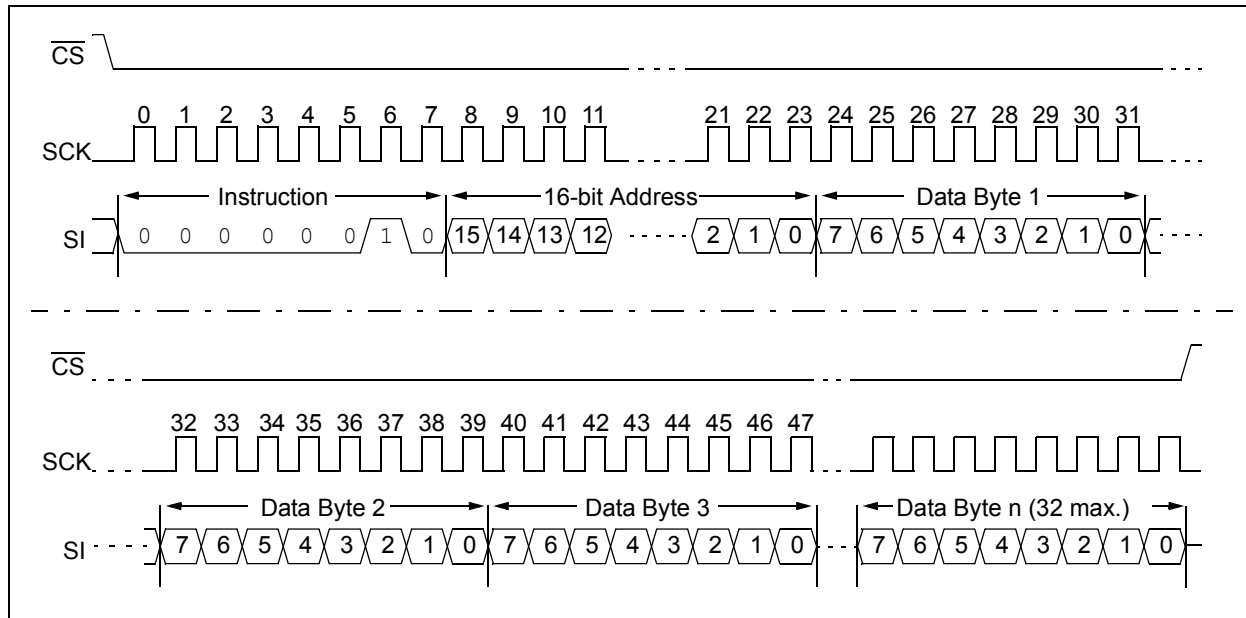 CS
0 1 2 3 4 5 6 7 8 9 10 11 21 22 23 24 25 26 27 28 29 30 31
SCK
Instruction 16-bit Address Data Byte 1
SI 0 0 0 0 0 0 1 0 15 14 13 12 2 1 0 7 6 5 4 3 2 1 0
CS
32 33 34 35 36 37 38 39 40 41 42 43 44 45 46 47
SCK
Data Byte 2 Data Byte 3 Data Byte n (32 max.)
SI 7 6 5 4 3 2 1 0 7 6 5 4 3 2 1 0 7 6 5 4 3 2 1 0